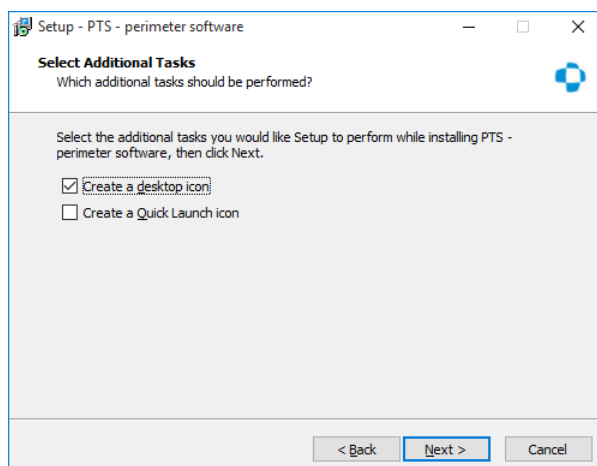 Setup - PTS - perimeter software
Select Additional Tasks
Which additional tasks should be performed?
Select the additional tasks you would like Setup to perform while installing PTS -
perimeter software, then click Next.
Create a desktop icon
Create a Quick Launch icon
< Back
Next >
Cancel